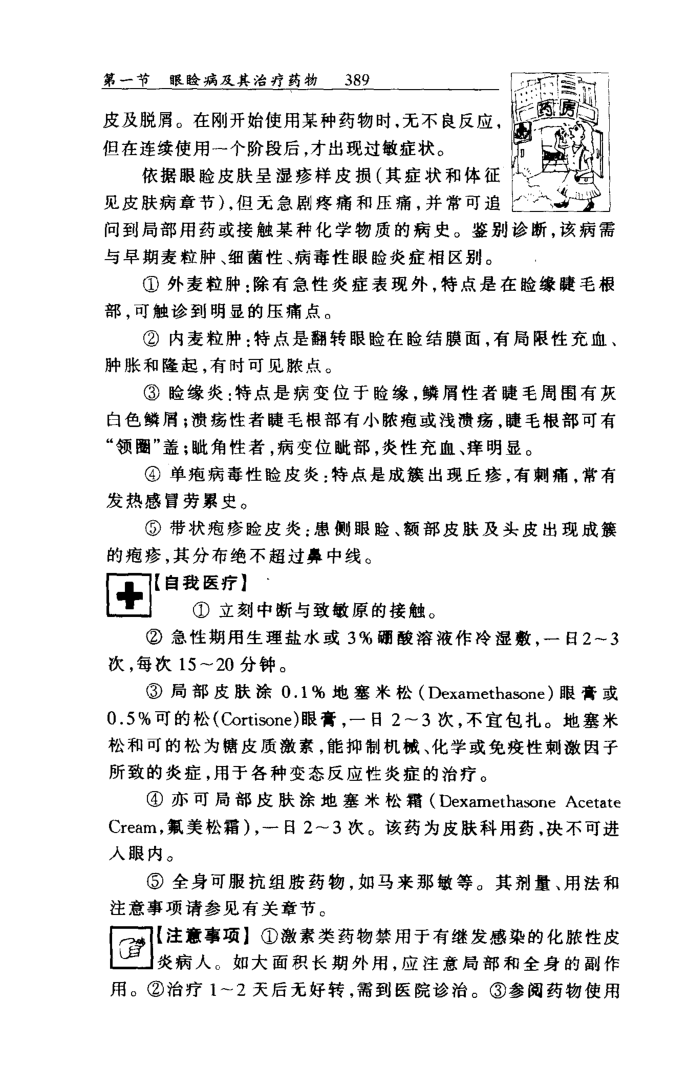 第一节　眼睑病及其治疗药物　389
药房
皮及脱屑。在刚开始使用某种药物时,无不良反应,
但在连续使用一个阶段后,才出现过敏症状。
依据眼睑皮肤呈湿疹样皮损(其症状和体征
见皮肤病章节),但无急剧疼痛和压痛,并常可追
问到局部用药或接触某种化学物质的病史。鉴别诊断,该病需
与早期麦粒肿、细菌性、病毒性眼睑炎症相区别。
① 外麦粒肿:除有急性炎症表现外,特点是在睑缘睫毛根
部,可触诊到明显的压痛点。
② 内麦粒肿:特点是翻转眼睑在睑结膜面,有局限性充血、
肿胀和隆起,有时可见脓点。
③ 睑缘炎:特点是病变位于睑缘,鳞屑性者睫毛周围有灰
白色鳞屑;溃疡性者睫毛根部有小脓疱或浅溃疡,睫毛根部可有
“领圈”盖;眦角性者,病变位眦部,炎性充血、痒明显。
④ 单疱病毒性睑皮炎:特点是成簇出现丘疹,有刺痛,常有
发热感冒劳累史。
⑤ 带状疱疹睑皮炎:患侧眼睑、额部皮肤及头皮出现成簇
的疱疹,其分布绝不超过鼻中线。
【自我医疗】
① 立刻中断与致敏原的接触。
② 急性期用生理盐水或 3%硼酸溶液作冷湿敷,一日2~3
次,每次 15~20 分钟。
③ 局部皮肤涂 0.1% 地塞米松(Dexamethasone)眼膏或
0.5%可的松(Cortisone)眼膏,一日 2~3 次,不宜包扎。地塞米
松和可的松为糖皮质激素,能抑制机械、化学或免疫性刺激因子
所致的炎症,用于各种变态反应性炎症的治疗。
④ 亦可局部皮肤涂地塞米松霜(Dexamethasone Acetate
Cream,氟美松霜),一日 2~3 次。该药为皮肤科用药,决不可进
人眼内。
⑤ 全身可服抗组胺药物,如马来那敏等。其剂量、用法和
注意事项请参见有关章节。
【注意事项】①激素类药物禁用于有继发感染的化脓性皮
炎病人。如大面积长期外用,应注意局部和全身的副作
用。②治疗 1~2 天后无好转,需到医院诊治。③参阅药物使用